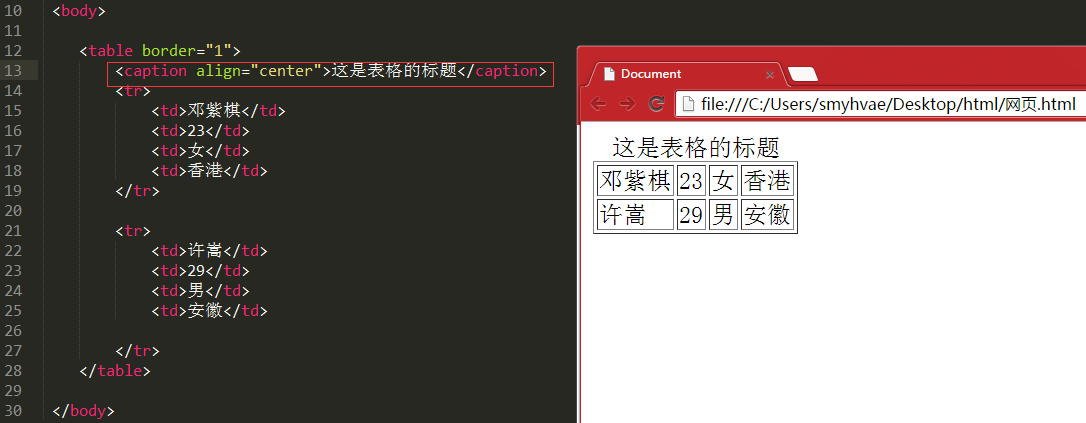 10 <body>
11
12 <table border="1">
13 <caption align="center">这是表格的标题</caption>
14 <tr>
15 <td>邓紫棋</td>
16 <td>23</td>
17 <td>女</td>
18 <td>香港</td>
19 </tr>
20
21 <tr>
22 <td>许嵩</td>
23 <td>29</td>
24 <td>男</td>
25 <td>安徽</td>
26
27 </tr>
28 </table>
29
30 </body>
Document
file:///C:/Users/smyhvae/Desktop/html/网页.html
这是表格的标题
邓紫棋 23 女 香港
许嵩 29 男 安徽